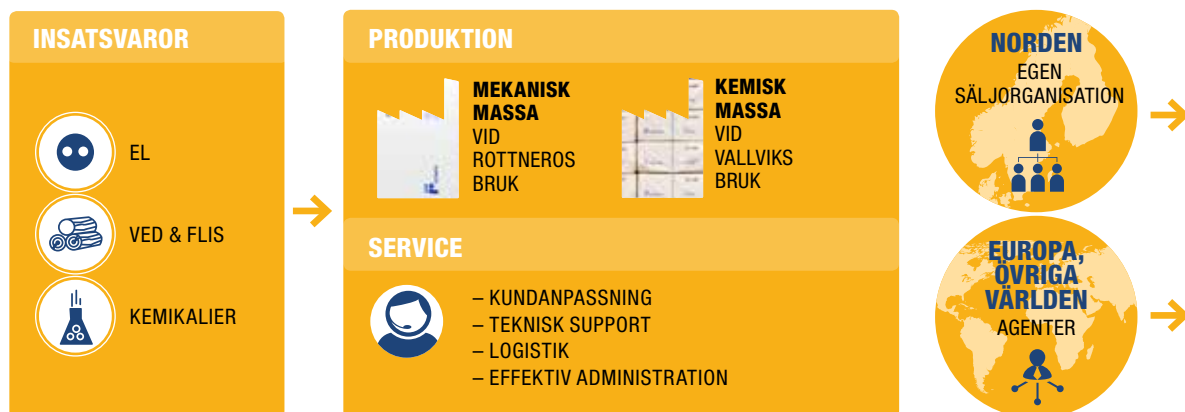 INSATSVAROR
EL
VED & FLIS
KEMIKALIER
PRODUKTION
MEKANISK
MASSA
VID
ROTTNEROS
BRUK
KEMISK
MASSA
VID
VALLVIKS
BRUK
SERVICE
– KUNDANPASSNING
– TEKNISK SUPPORT
– LOGISTIK
– EFFEKTIV ADMINISTRATION
NORDEN
EGEN
SÄLJORGANISATION
EUROPA,
ÖVRIGA
VÄRLDEN
AGENTER